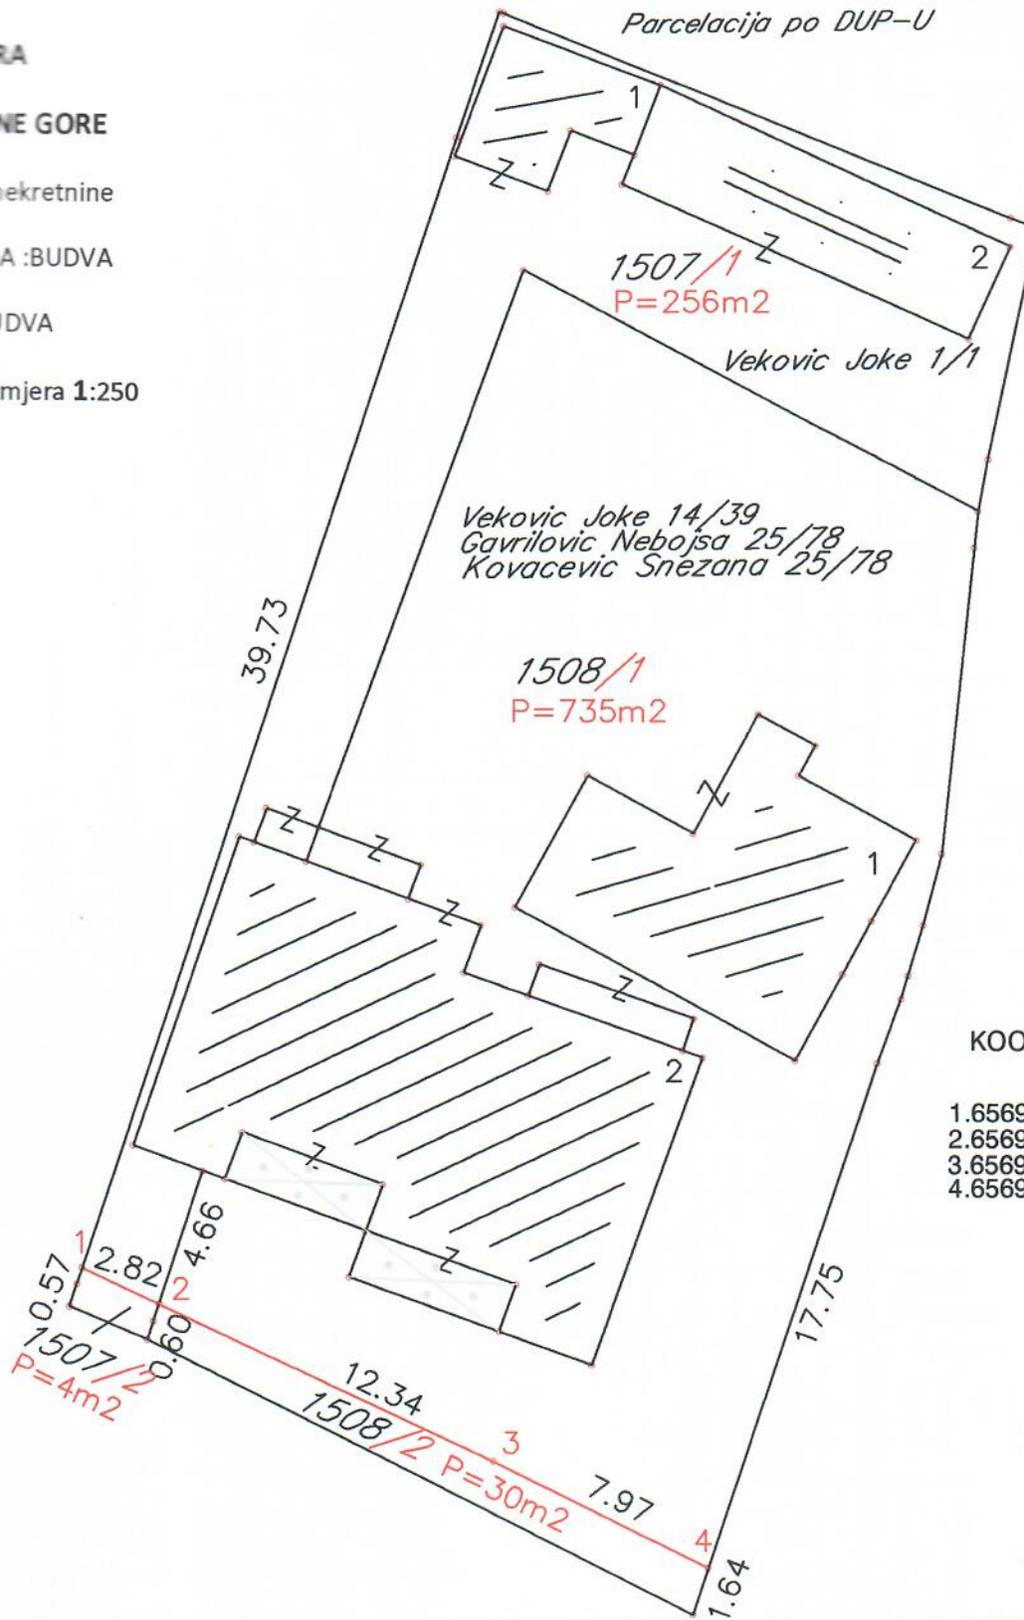 Parcelacija po DUP-U
RA
NE GORE
nekretnine
A :BUDVA
UDVA
mjera 1:250
1
2
Z
Z
1507/1
P=256m2
Vekovic Joke 1/1
Vekovic Joke 14/39
Gavrilovic Nebojsa 25/78
Kovacevic Snezana 25/78
39.73
1508/1
P=735m2
Z
1
Z
Z
Z
Z
2
KOO
1.6569
2.6569
3.6569
4.6569
Z
Z
4.66
1
2.82
2
0.57
0.60
1507/2
P=4m2
17.75
12.34
1508/2 P=30m2
3
7.97
4
1.64